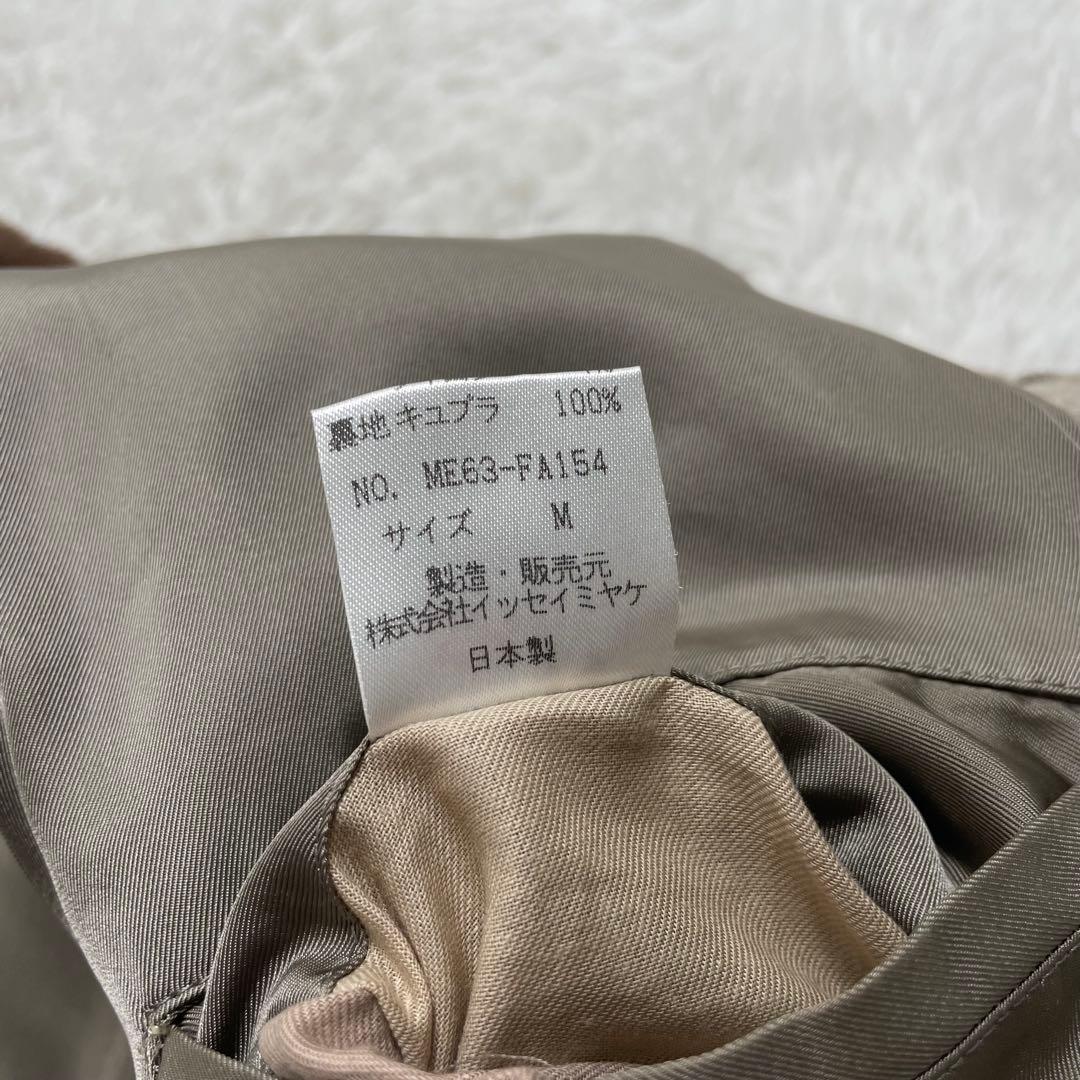 裏地 キュプラ 100%
NO. ME63-FA154
サイズ M
製造・販売元
株式会社イッセイミヤケ
日本製